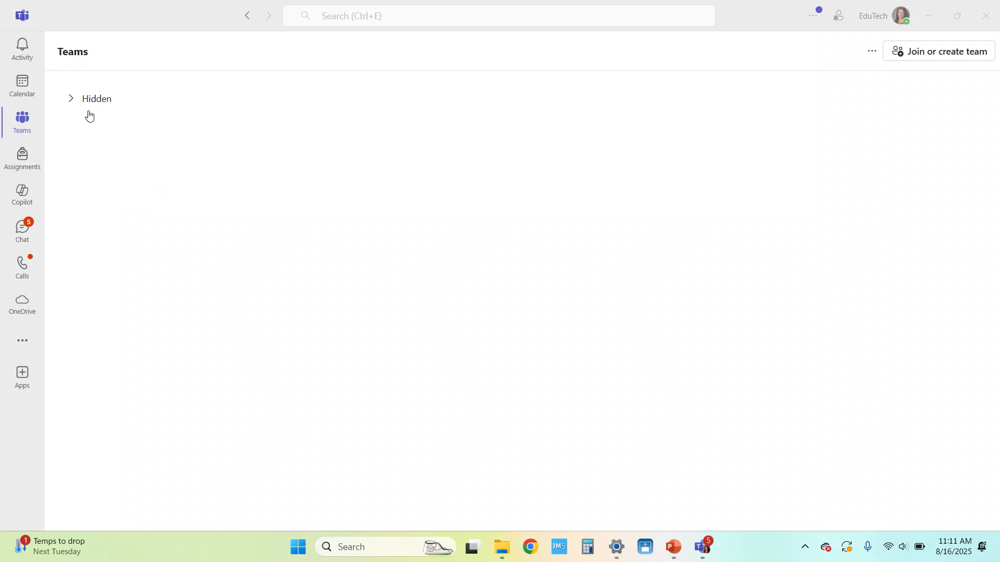 Search (Ctrl+E)
EduTech
Activity
Calendar
Teams
Assignments
Copilot
5
Chat
Calls
OneDrive
Apps
Teams
Join or create team
Hidden
1
Temps to drop
Next Tuesday
Search
IM5
P
T
5
11:11 AM
8/16/2025